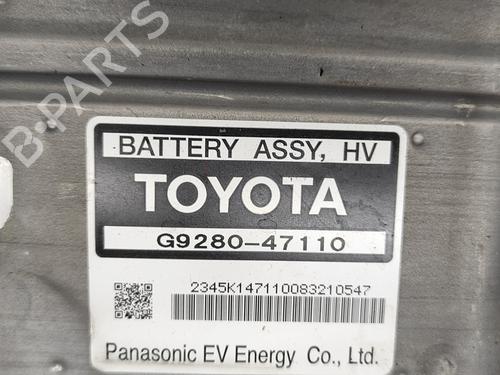 B-PARTS
BATTERY ASSY, HV
TOYOTA
G9280-47110
2345K147110083210547
Panasonic EV Energy Co., Ltd.